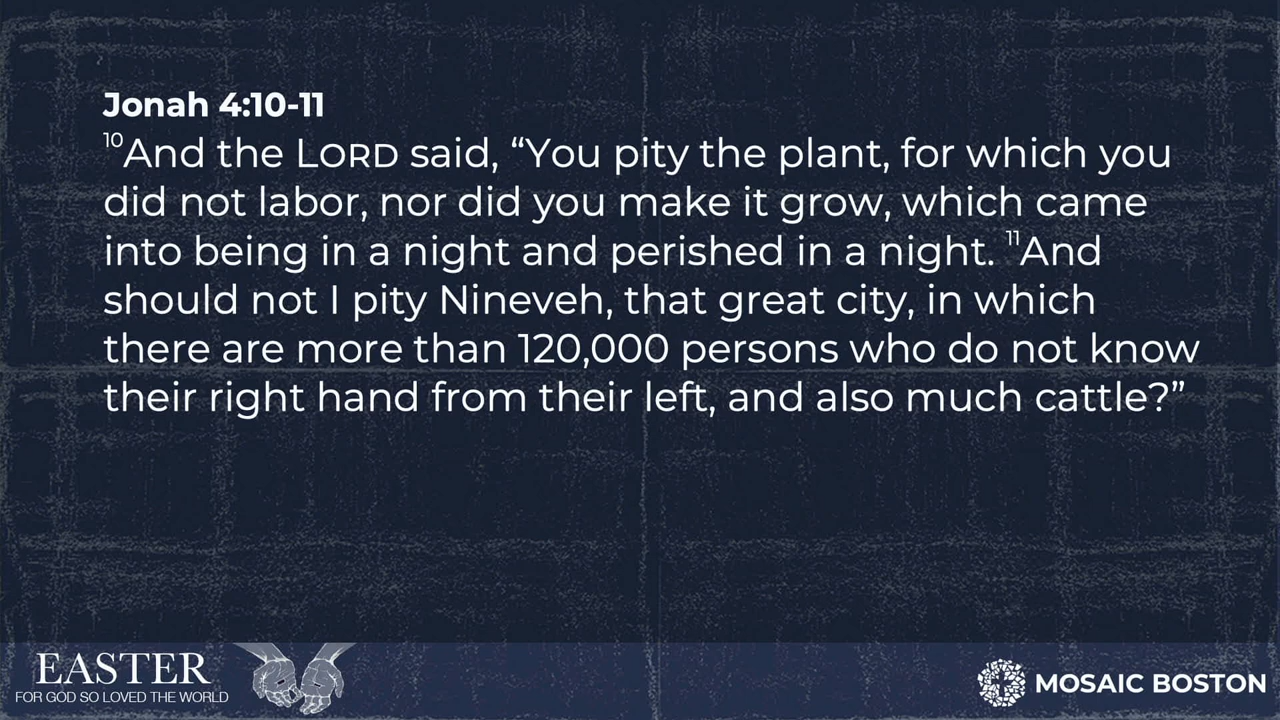 Jonah 4:10-11
10And the LORD said, “You pity the plant, for which you
did not labor, nor did you make it grow, which came
into being in a night and perished in a night. 11And
should not I pity Nineveh, that great city, in which
there are more than 120,000 persons who do not know
their right hand from their left, and also much cattle?”
EASTER
FOR GOD SO LOVED THE WORLD
MOSAIC BOSTON